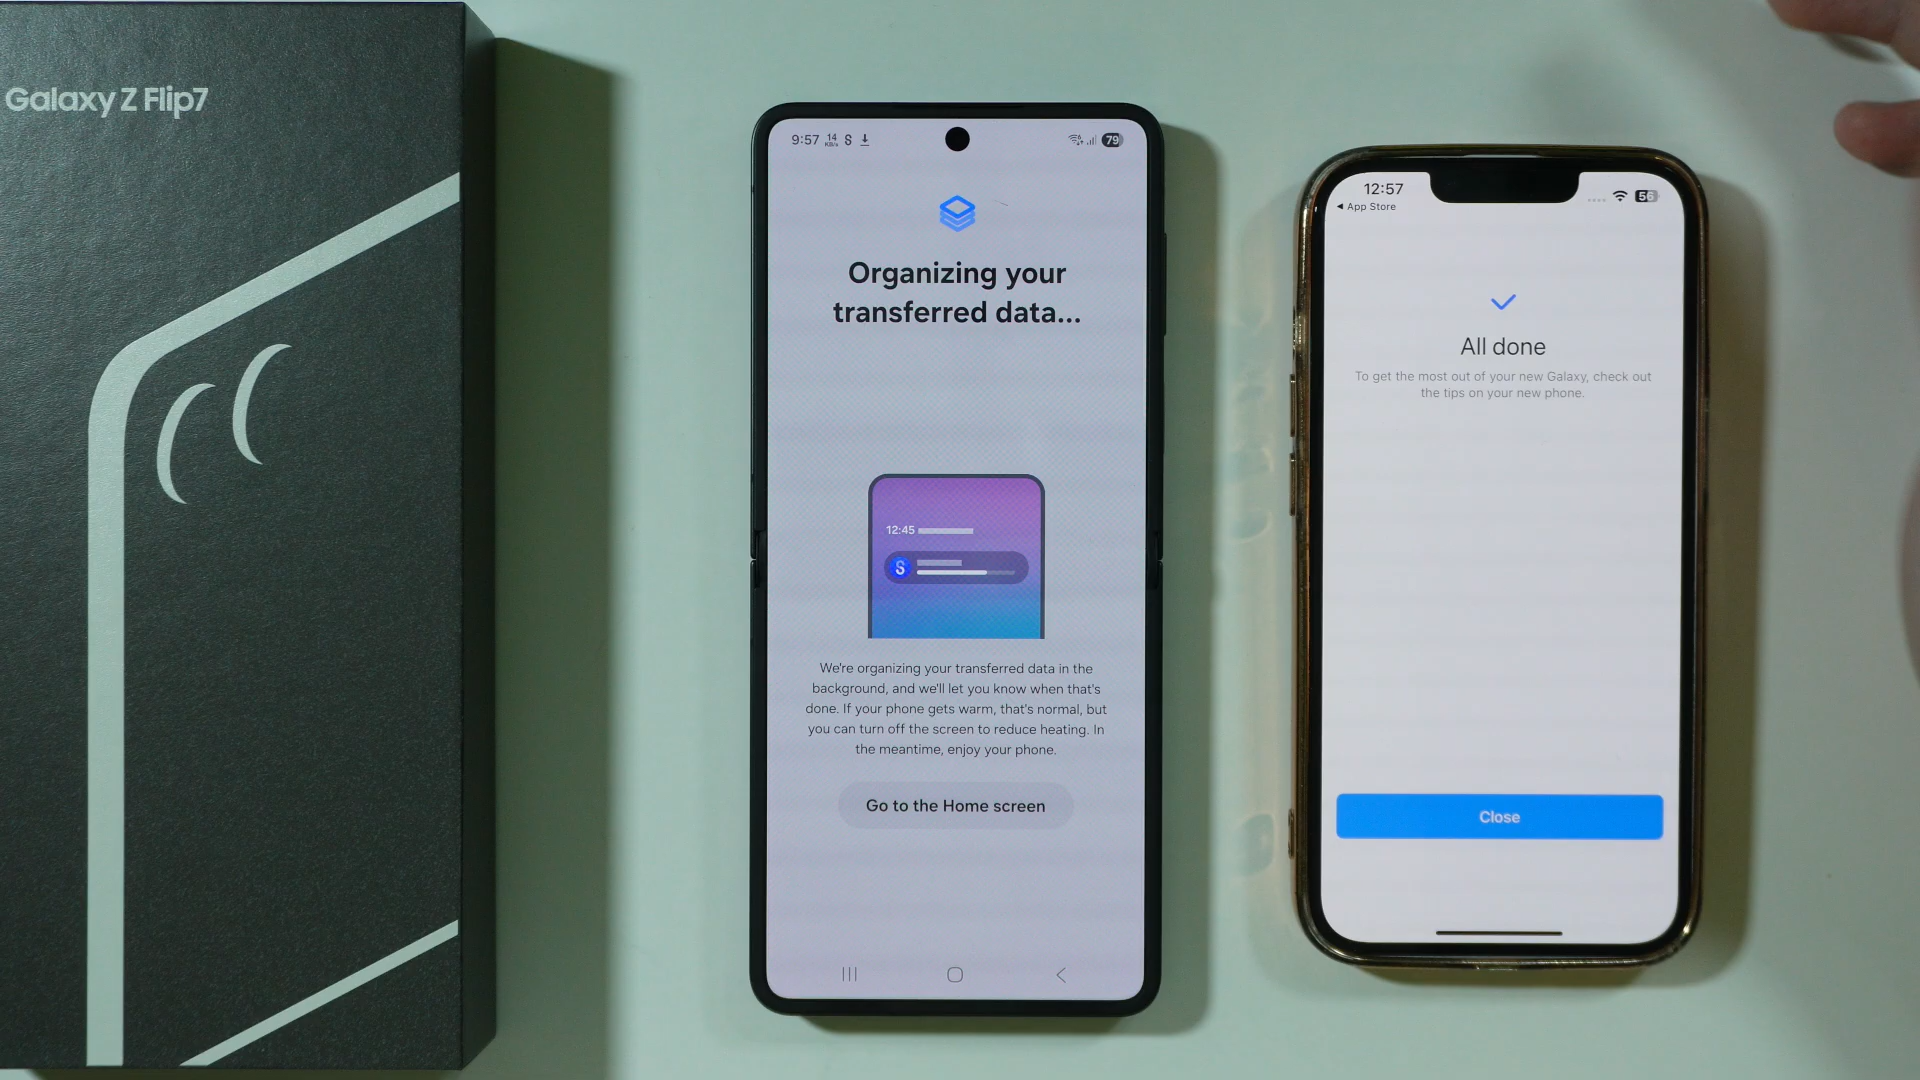 Galaxy Z Flip7
9:57 14 KB/s S 79
Organizing your
transferred data...
12:45
S
We're organizing your transferred data in the
background, and we'll let you know when that's
done. If your phone gets warm, that's normal, but
you can turn off the screen to reduce heating. In
the meantime, enjoy your phone.
Go to the Home screen
12:57 56
App Store
All done
To get the most out of your new Galaxy, check out
the tips on your new phone.
Close